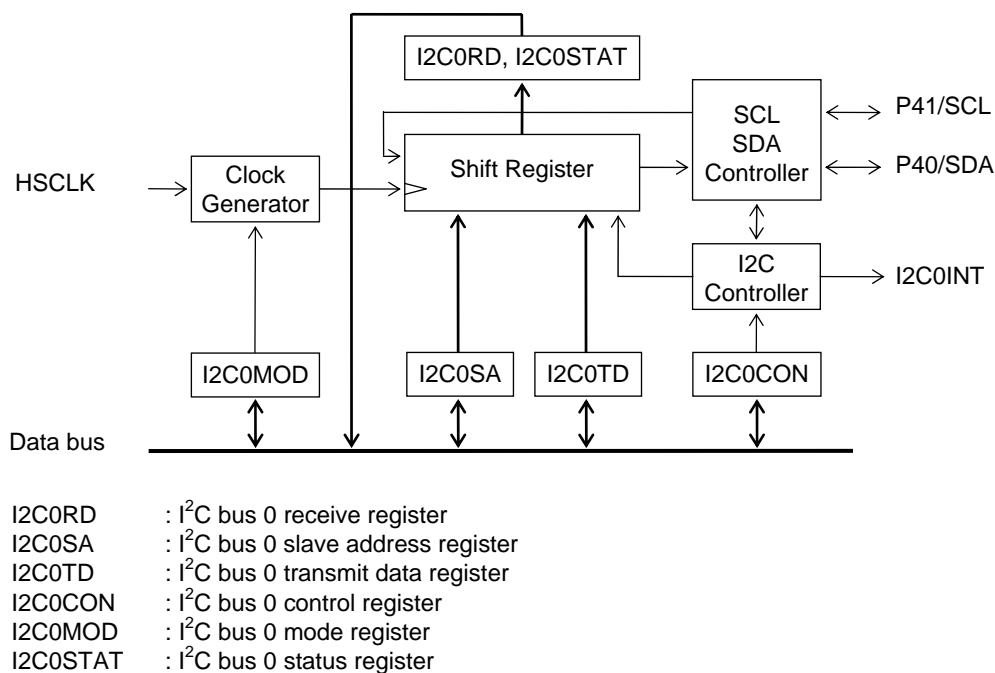 I2C0RD, I2C0STAT
SCL
SDA
Controller
P41/SCL
P40/SDA
HSCLK
Clock
Generator
Shift Register
I2C
Controller
I2C0INT
I2C0MOD
I2C0SA
I2C0TD
I2C0CON
Data bus
I2C0RD : I²C bus 0 receive register
I2C0SA : I²C bus 0 slave address register
I2C0TD : I²C bus 0 transmit data register
I2C0CON : I²C bus 0 control register
I2C0MOD : I²C bus 0 mode register
I2C0STAT : I²C bus 0 status register